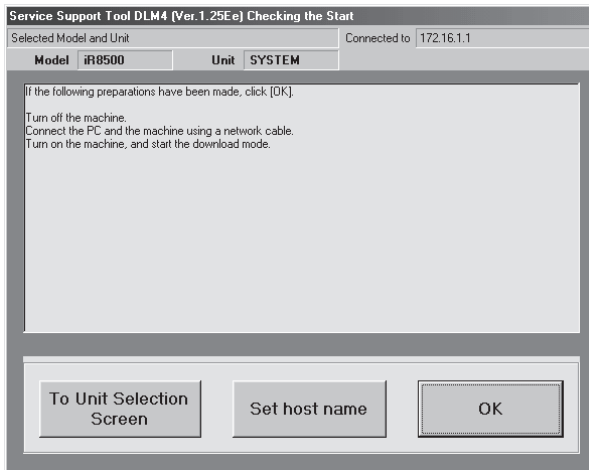 Service Support Tool DLM4 (Ver.1.25Ee) Checking the Start
Selected Model and Unit
Connected to 172.16.1.1
Model iR8500 Unit SYSTEM
If the following preparations have been made, click [OK].
Turn off the machine.
Connect the PC and the machine using a network cable.
Turn on the machine, and start the download mode.
To Unit Selection
Screen
Set host name
OK